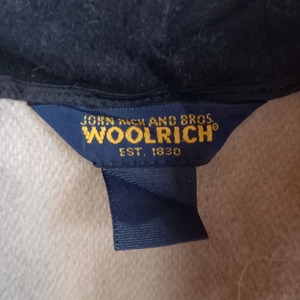 JOHN RICH AND BROS.
WOOLRICH®
EST. 1830